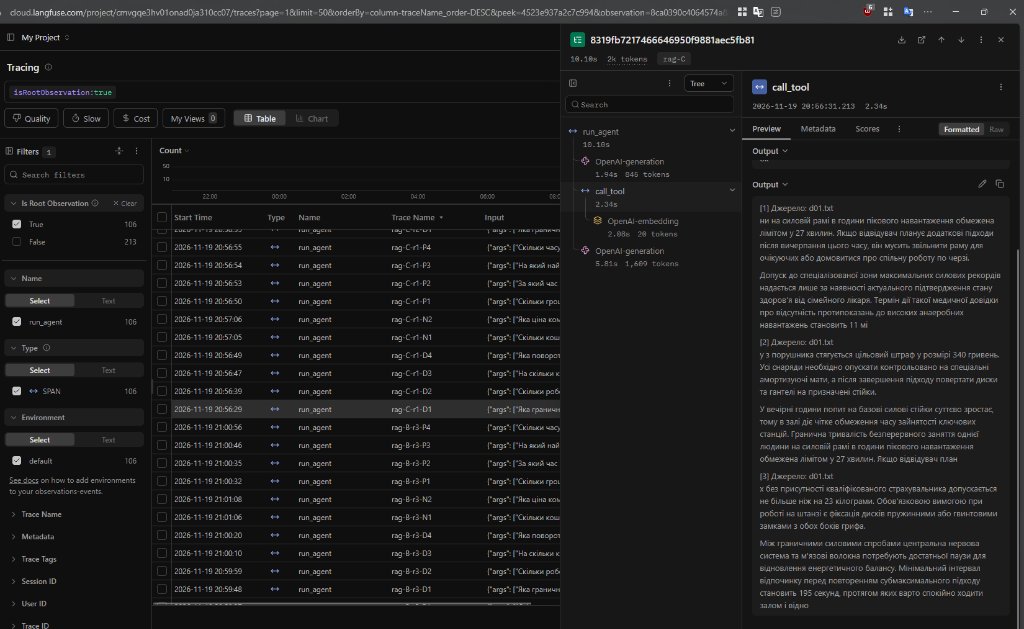 cloud.langfuse.com/project/cmvgqe3hv01onad0ja310cc07/traces?page=1&limit=50&orderBy=column-traceName_order-DESC&peek=4523e937a2c7c994&observation=8ca0390c4064574a
My Project
Tracing
isRootObservation:true
Quality
Slow
Cost
My Views 0
Table
Chart
Filters 1
Search filters
Is Root Observation
Clear
True 106
False 213
Name
Select Text
run_agent 106
Type
Select Text
SPAN 106
Environment
Select Text
default 106
See docs on how to add environments
to your observations-events.
Trace Name
Metadata
Trace Tags
Session ID
User ID
Trace ID
Count
50
10
22:00 00:00 02:00 04:00 06:00 08:00
Start Time Type Name Trace Name Input
2026-11-19 20:56:55 run_agent rag-C-r1-P4 {"args": ["Скільки часу
2026-11-19 20:56:54 run_agent rag-C-r1-P3 {"args": ["На який най
2026-11-19 20:56:53 run_agent rag-C-r1-P2 {"args": ["За який час
2026-11-19 20:56:50 run_agent rag-C-r1-P1 {"args": ["Скільки грош
2026-11-19 20:57:06 run_agent rag-C-r1-N2 {"args": ["Яка ціна ком
2026-11-19 20:57:05 run_agent rag-C-r1-N1 {"args": ["Скільки кош
2026-11-19 20:56:49 run_agent rag-C-r1-D4 {"args": ["Яка поворот
2026-11-19 20:56:47 run_agent rag-C-r1-D3 {"args": ["На скільки к
2026-11-19 20:56:39 run_agent rag-C-r1-D2 {"args": ["Скільки робо
2026-11-19 20:56:29 run_agent rag-C-r1-D1 {"args": ["Яка граничн
2026-11-19 21:00:56 run_agent rag-B-r3-P4 {"args": ["Скільки часу
2026-11-19 21:00:46 run_agent rag-B-r3-P3 {"args": ["На який най
2026-11-19 21:00:35 run_agent rag-B-r3-P2 {"args": ["За який час
2026-11-19 21:00:32 run_agent rag-B-r3-P1 {"args": ["Скільки грош
2026-11-19 21:01:08 run_agent rag-B-r3-N2 {"args": ["Яка ціна ком
2026-11-19 21:01:06 run_agent rag-B-r3-N1 {"args": ["Скільки кош
2026-11-19 21:00:20 run_agent rag-B-r3-D4 {"args": ["Яка поворот
2026-11-19 21:00:10 run_agent rag-B-r3-D3 {"args": ["На скільки к
2026-11-19 20:59:59 run_agent rag-B-r3-D2 {"args": ["Скільки робо
2026-11-19 20:59:48 run_agent rag-B-r3-D1 {"args": ["Яка граничн
8319fb7217466646950f9881aec5fb81
10.10s 2k tokens rag-C
Tree
Search
run_agent
10.10s
OpenAI-generation
1.94s 846 tokens
call_tool
2.34s
OpenAI-embedding
2.08s 20 tokens
OpenAI-generation
5.81s 1,609 tokens
call_tool
2026-11-19 20:56:31.213 2.34s
Preview Metadata Scores
Formatted Raw
Output
Output
[1] Джерело: d01.txt
ни на силовій рамі в години пікового навантаження обмежена
лімітом у 27 хвилин. Якщо відвідувач планує додаткові підходи
після вичерпання цього часу, він мусить звільнити раму для
очікуючих або домовитися про спільну роботу по черзі.
Допуск до спеціалізованої зони максимальних силових рекордів
надається лише за наявності актуального підтвердження стану
здоров'я від сімейного лікаря. Термін дії такої медичної довідки
про відсутність протипоказань до високих анаеробних
навантажень становить 11 мі
[2] Джерело: d01.txt
у з порушника стягується цільовий штраф у розмірі 340 гривень.
Усі снаряди необхідно опускати контрольовано на спеціальні
амортизуючі мати, а після завершення підходу повертати диски
та гантелі на призначені стійки.
У вечірні години попит на базові силові стійки суттєво зростає,
тому в залі діє чітке обмеження часу зайнятості ключових
станцій. Гранична тривалість безперервного заняття однієї
людини на силовій рамі в години пікового навантаження
обмежена лімітом у 27 хвилин. Якщо відвідувач план
[3] Джерело: d01.txt
х без присутності кваліфікованого страхувальника допускається
не більше ніж на 23 кілограми. Обов'язковою вимогою при
роботі на штанзі є фіксація дисків пружинними або гвинтовими
замками з обох боків грифа.
Між граничними силовими спробами центральна нервова
система та м'язові волокна потребують достатньої паузи для
відновлення енергетичного балансу. Мінімальний інтервал
відпочинку перед повторенням субмаксимального підходу
становить 195 секунд, протягом яких варто спокійно ходити
залом і відно